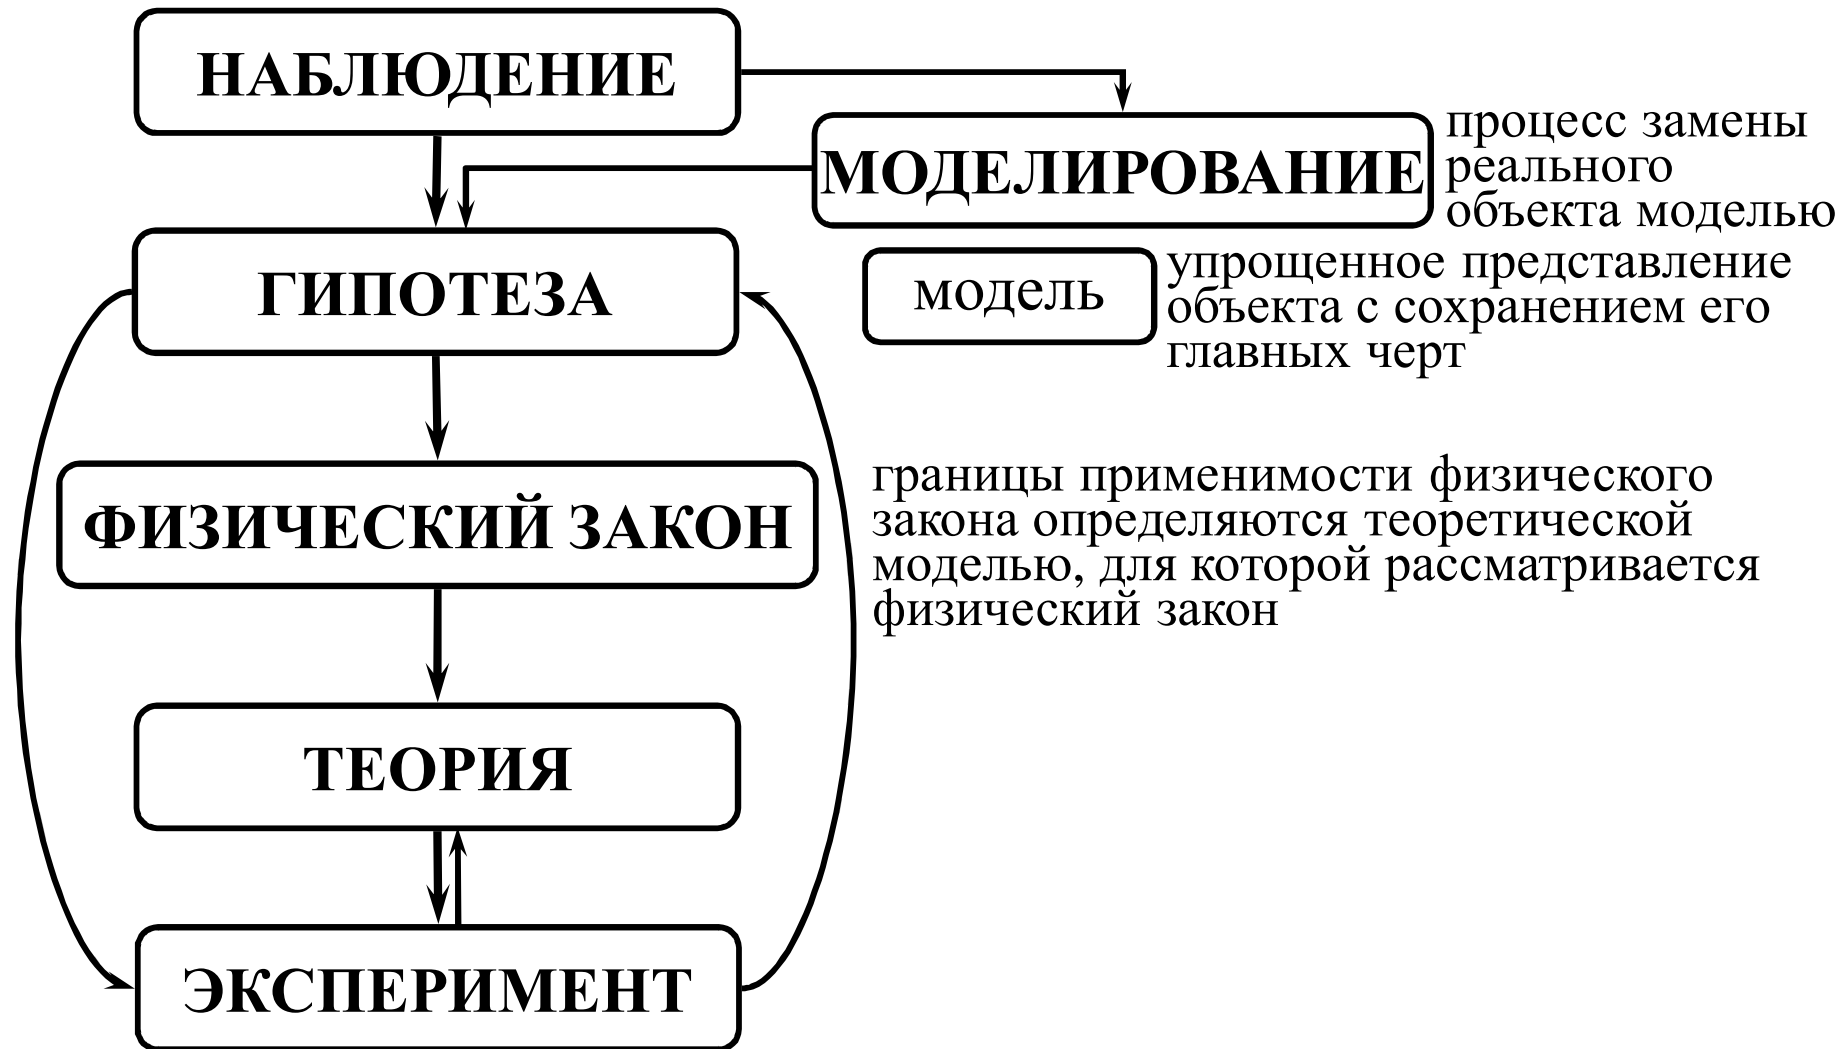 НАБЛЮДЕНИЕ
МОДЕЛИРОВАНИЕ
процесс замены
реального
объекта моделью
ГИПОТЕЗА
модель
упрощенное представление
объекта с сохранением его
главных черт
ФИЗИЧЕСКИЙ ЗАКОН
границы применимости физического
закона определяются теоретической
моделью, для которой рассматривается
физический закон
ТЕОРИЯ
ЭКСПЕРИМЕНТ